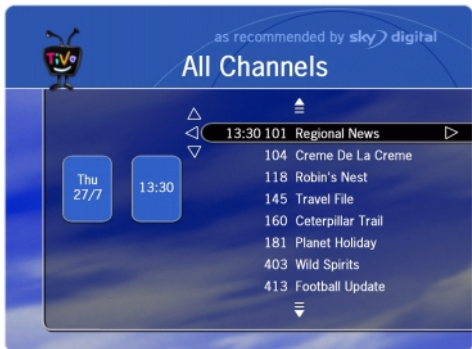 as recommended by sky digital
TiVo
All Channels
13:30 101 Regional News
104 Creme De La Creme
118 Robin's Nest
145 Travel File
160 Ceterpillar Trail
181 Planet Holiday
403 Wild Spirits
413 Football Update
Thu
27/7
13:30